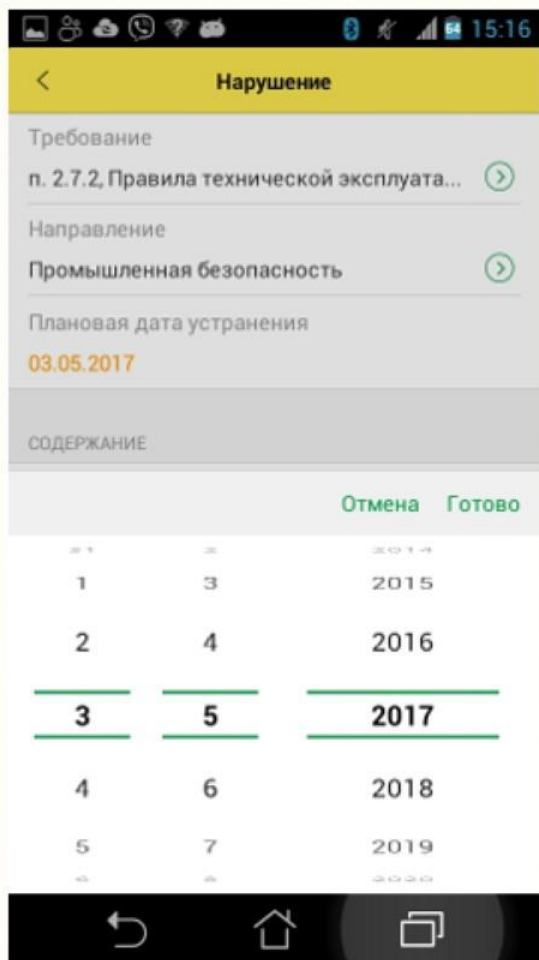 64 15:16
Нарушение
Требование
п. 2.7.2, Правила технической эксплуата...
Направление
Промышленная безопасность
Плановая дата устранения
03.05.2017
СОДЕРЖАНИЕ
Отмена Готово
1 3 2015
2 4 2016
3 5 2017
4 6 2018
5 7 2019